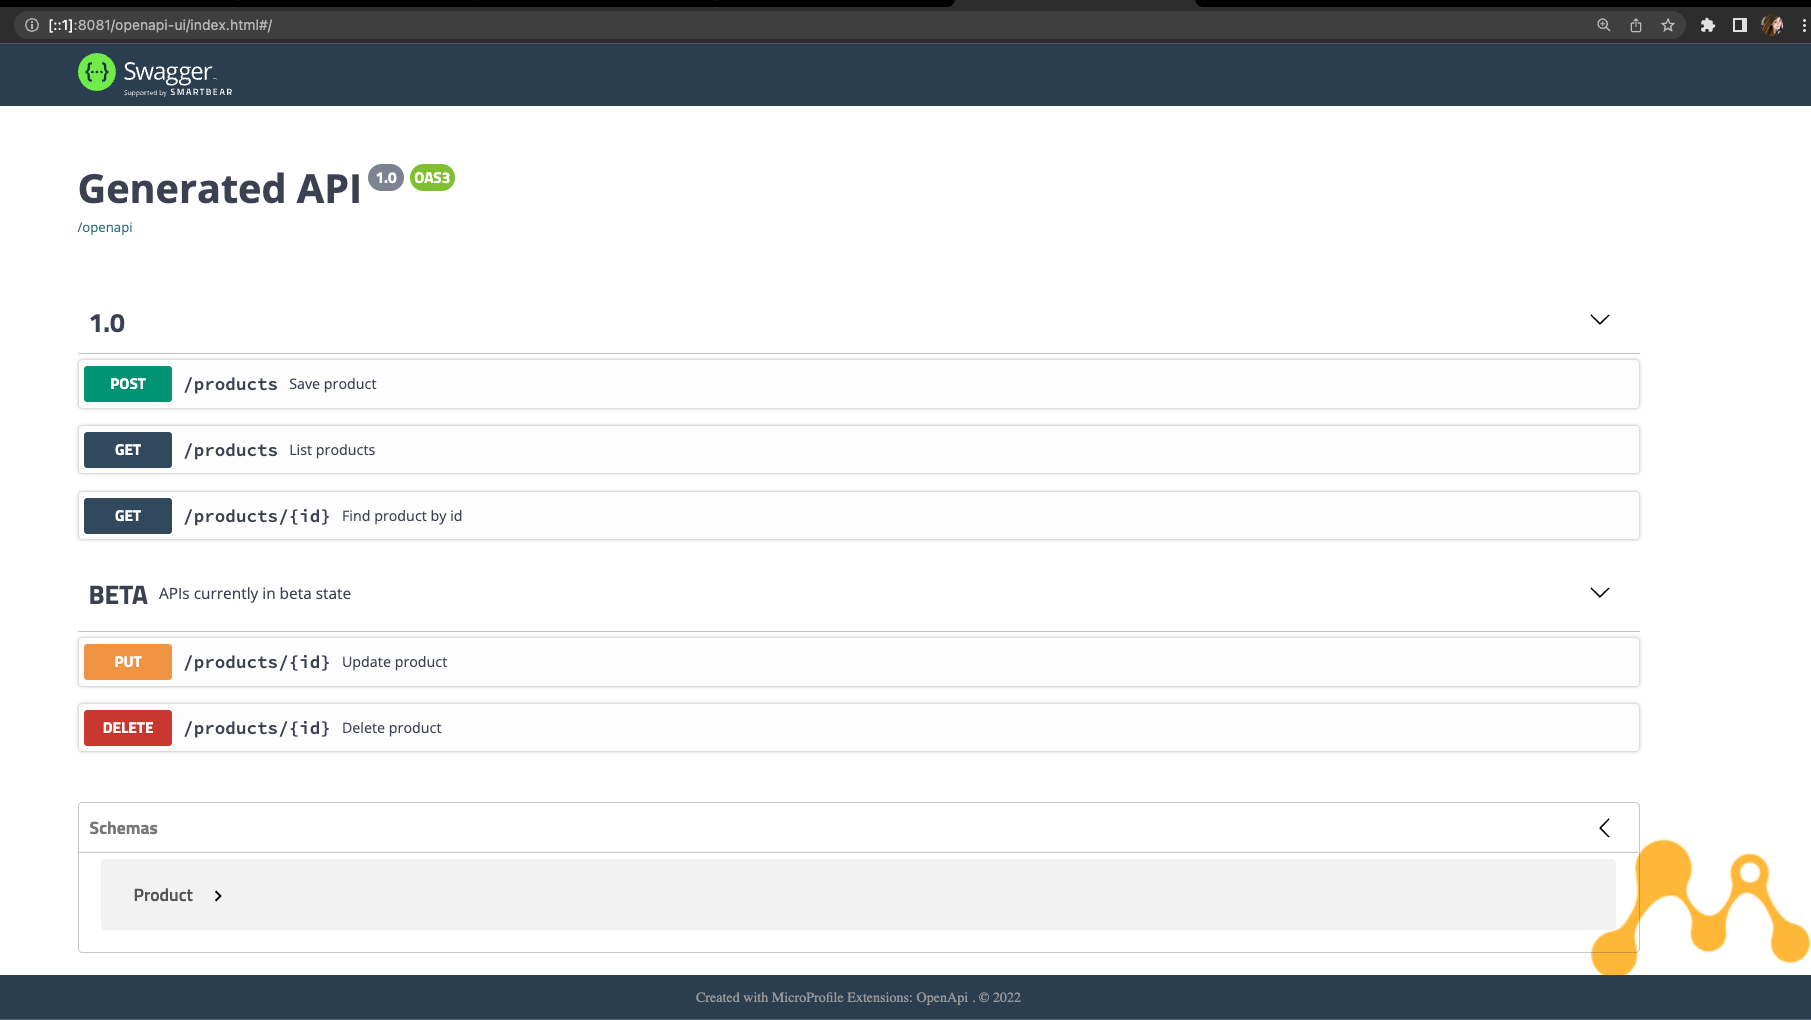 [::1]:8081/openapi-ui/index.html#/
{···} Swagger
Supported by SMARTBEAR
Generated API 1.0 OAS3
/openapi
1.0
POST /products Save product
GET /products List products
GET /products/{id} Find product by id
BETA APIs currently in beta state
PUT /products/{id} Update product
DELETE /products/{id} Delete product
Schemas
Product
Created with MicroProfile Extensions: OpenApi . © 2022